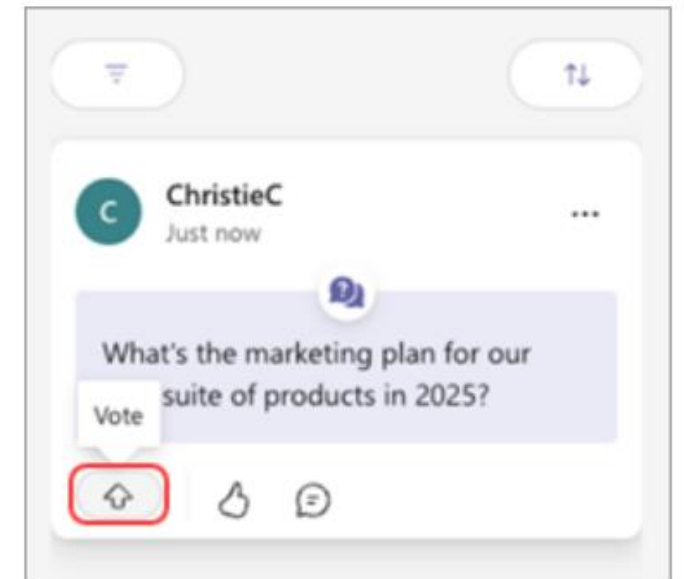 C
ChristieC
Just now
...
What's the marketing plan for our
suite of products in 2025?
Vote